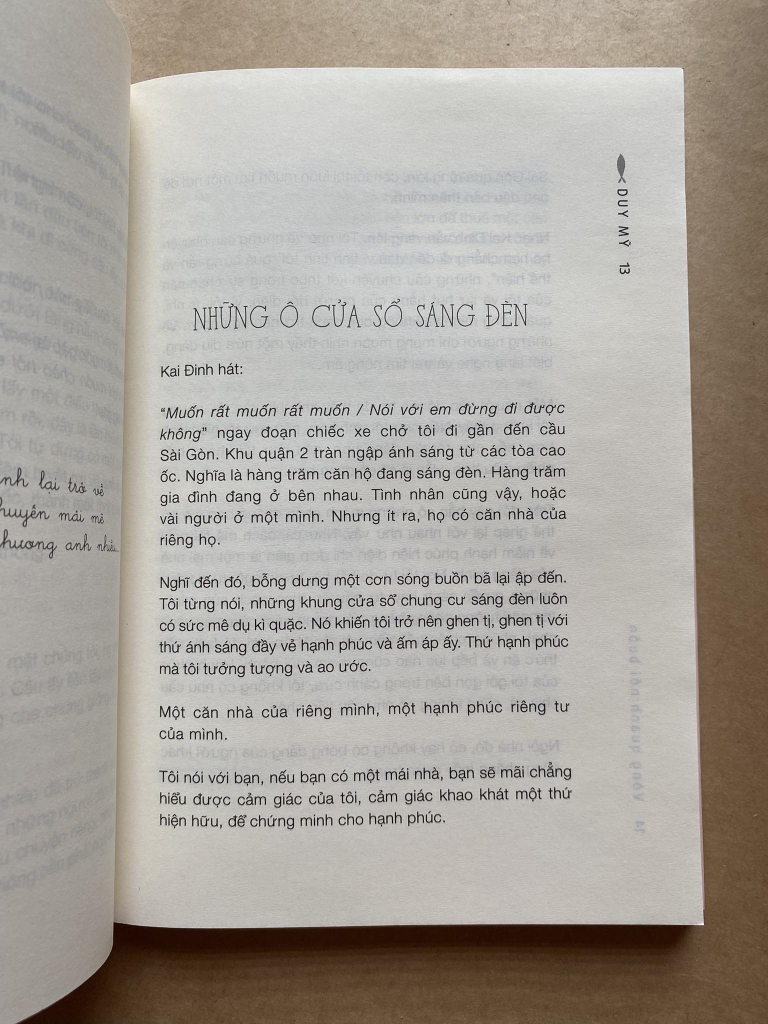 DUY MỸ 13
NHỮNG Ô CỬA SỔ SÁNG ĐÈN
Kai Đinh hát:
“Muốn rất muốn rất muốn / Nói với em đừng đi được
không” ngay đoạn chiếc xe chở tôi đi gần đến cầu
Sài Gòn. Khu quận 2 tràn ngập ánh sáng từ các tòa cao
ốc. Nghĩa là hàng trăm căn hộ đang sáng đèn. Hàng trăm
gia đình đang ở bên nhau. Tình nhân cũng vậy, hoặc
vài người ở một mình. Nhưng ít ra, họ có căn nhà của
riêng họ.
Nghĩ đến đó, bỗng dưng một cơn sóng buồn bã lại ập đến.
Tôi từng nói, những khung cửa sổ chung cư sáng đèn luôn
có sức mê dụ kì quặc. Nó khiến tôi trở nên ghen tị, ghen tị với
thứ ánh sáng đầy vẻ hạnh phúc và ấm áp ấy. Thứ hạnh phúc
mà tôi tưởng tượng và ao ước.
Một căn nhà của riêng mình, một hạnh phúc riêng tư
của mình.
Tôi nói với bạn, nếu bạn có một mái nhà, bạn sẽ mãi chẳng
hiểu được cảm giác của tôi, cảm giác khao khát một thứ
hiện hữu, để chứng minh cho hạnh phúc.
nh lại trở về
huyên mải mê
hương anh nhiều...